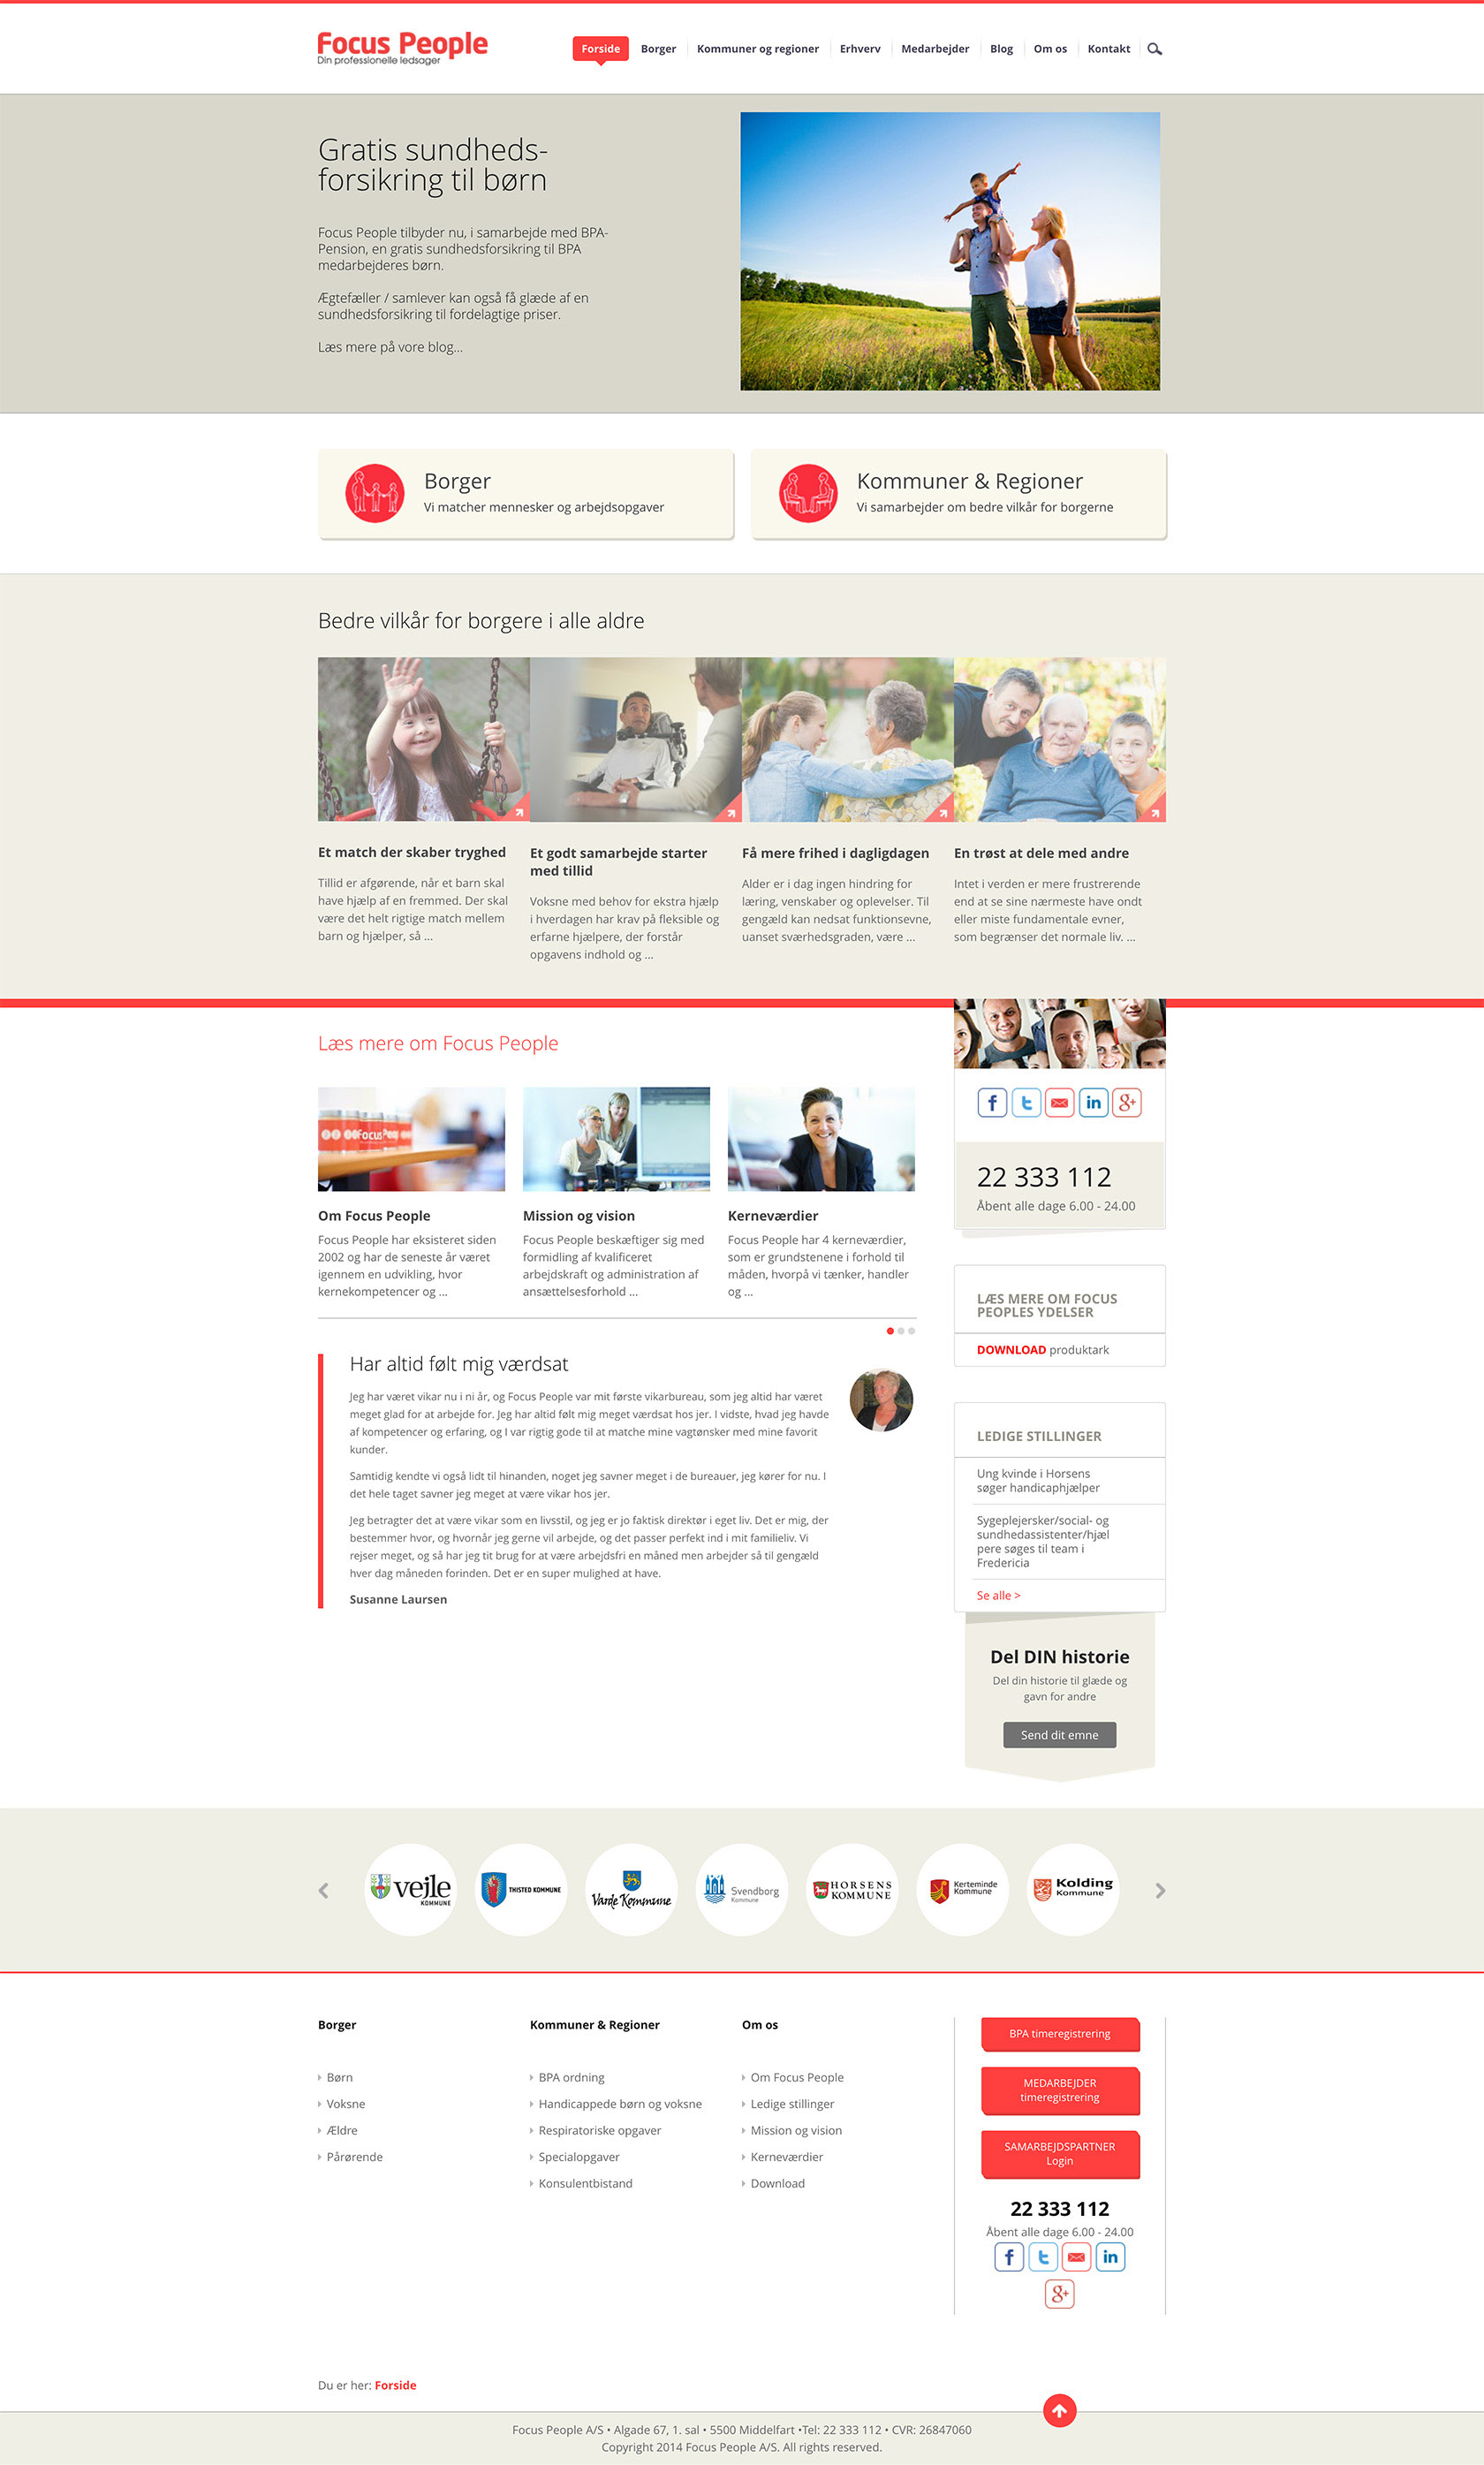 Focus People
Din professionelle ledsager
Forside
Borger
Kommuner og regioner
Erhverv
Medarbejder
Blog
Om os
Kontakt
Gratis sundheds-
forsikring til børn
Focus People tilbyder nu, i samarbejde med BPA-
Pension, en gratis sundhedsforsikring til BPA
medarbejderes børn.
Ægtefæller / samlever kan også få glæde af en
sundhedsforsikring til fordelagtige priser.
Læs mere på vore blog...
Borger
Vi matcher mennesker og arbejdsopgaver
Kommuner & Regioner
Vi samarbejder om bedre vilkår for borgerne
Bedre vilkår for borgere i alle aldre
Et match der skaber tryghed
Tillid er afgørende, når et barn skal
have hjælp af en fremmed. Der skal
være det helt rigtige match mellem
barn og hjælper, så ...
Et godt samarbejde starter
med tillid
Voksne med behov for ekstra hjælp
i hverdagen har krav på fleksible og
erfarne hjælpere, der forstår
opgavens indhold og ...
Få mere frihed i dagligdagen
Alder er i dag ingen hindring for
læring, venskaber og oplevelser. Til
gengæld kan nedsat funktionsevne,
uanset sværhedsgraden, være ...
En trøst at dele med andre
Intet i verden er mere frustrerende
end at se sine nærmeste have ondt
eller miste fundamentale evner,
som begrænser det normale liv. ...
Læs mere om Focus People
Om Focus People
Focus People har eksisteret siden
2002 og har de seneste år været
igennem en udvikling, hvor
kernekompetencer og ...
Mission og vision
Focus People beskæftiger sig med
formidling af kvalificeret
arbejdskraft og administration af
ansættelsesforhold ...
Kerneværdier
Focus People har 4 kerneværdier,
som er grundstenene i forhold til
måden, hvorpå vi tænker, handler
og ...
Har altid følt mig værdsat
Jeg har været vikar nu i ni år, og Focus People var mit første vikarbureau, som jeg altid har været
meget glad for at arbejde for. Jeg har altid følt mig meget værdsat hos jer. I vidste, hvad jeg havde
af kompetencer og erfaring, og I var rigtig gode til at matche mine vagtønsker med mine favorit
kunder.
Samtidig kendte vi også lidt til hinanden, noget jeg savner meget i de bureauer, jeg kører for nu. I
det hele taget savner jeg meget at være vikar hos jer.
Jeg betragter det at være vikar som en livsstil, og jeg er jo faktisk direktør i eget liv. Det er mig, der
bestemmer hvor, og hvornår jeg gerne vil arbejde, og det passer perfekt ind i mit familieliv. Vi
rejser meget, og så har jeg tit brug for at være arbejdsfri en måned men arbejder så til gengæld
hver dag måneden forinden. Det er en super mulighed at have.
Susanne Laursen
22 333 112
Åbent alle dage 6.00 - 24.00
LÆS MERE OM FOCUS
PEOPLES YDELSER
DOWNLOAD produktark
LEDIGE STILLINGER
Ung kvinde i Horsens
søger handicaphjælper
Sygeplejersker/social- og
sundhedassistenter/hjæl
pere søges til team i
Fredericia
Se alle >
Del DIN historie
Del din historie til glæde og
gavn for andre
Send dit emne
vejle
KOMMUNE
THISTED KOMMUNE
Varde Kommune
Svendborg
Kommune
HORSENS
KOMMUNE
Kerteminde
Kommune
Kolding
Kommune
Borger
Børn
Voksne
Ældre
Pårørende
Kommuner & Regioner
BPA ordning
Handicappede børn og voksne
Respiratoriske opgaver
Specialopgaver
Konsulentbistand
Om os
Om Focus People
Ledige stillinger
Mission og vision
Kerneværdier
Download
BPA timeregistrering
MEDARBEJDER
timeregistrering
SAMARBEJDSPARTNER
Login
22 333 112
Åbent alle dage 6.00 - 24.00
Du er her: Forside
Focus People A/S • Algade 67, 1. sal • 5500 Middelfart •Tel: 22 333 112 • CVR: 26847060
Copyright 2014 Focus People A/S. All rights reserved.